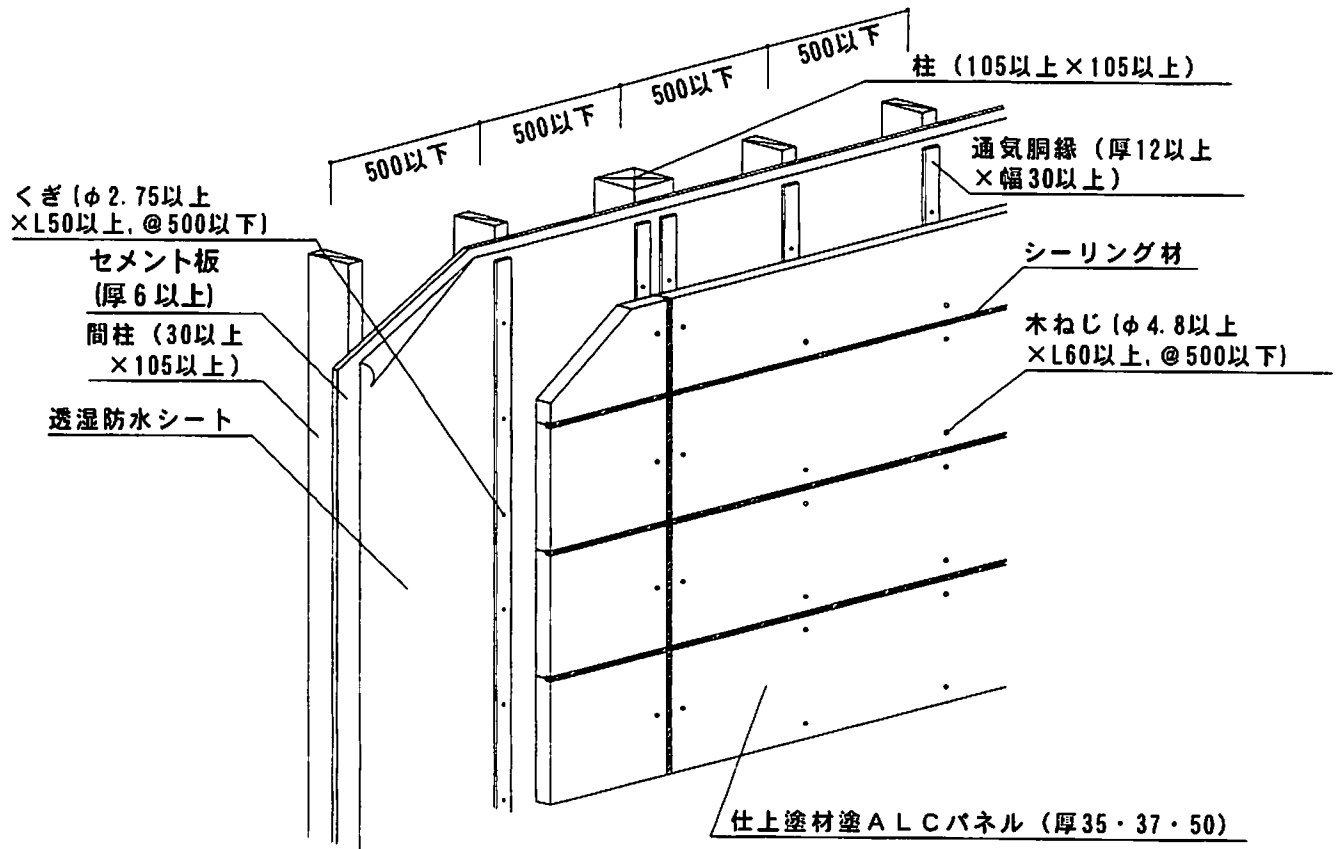 500以下
500以下
500以下
500以下
柱（105以上×105以上）
通気胴縁（厚12以上
×幅30以上）
くぎ(φ2.75以上
×L50以上,@500以下)
セメント板
(厚6以上)
間柱（30以上
×105以上）
透湿防水シート
シーリング材
木ねじ(φ4.8以上
×L60以上,@500以下)
仕上塗材塗ALCパネル（厚35・37・50）